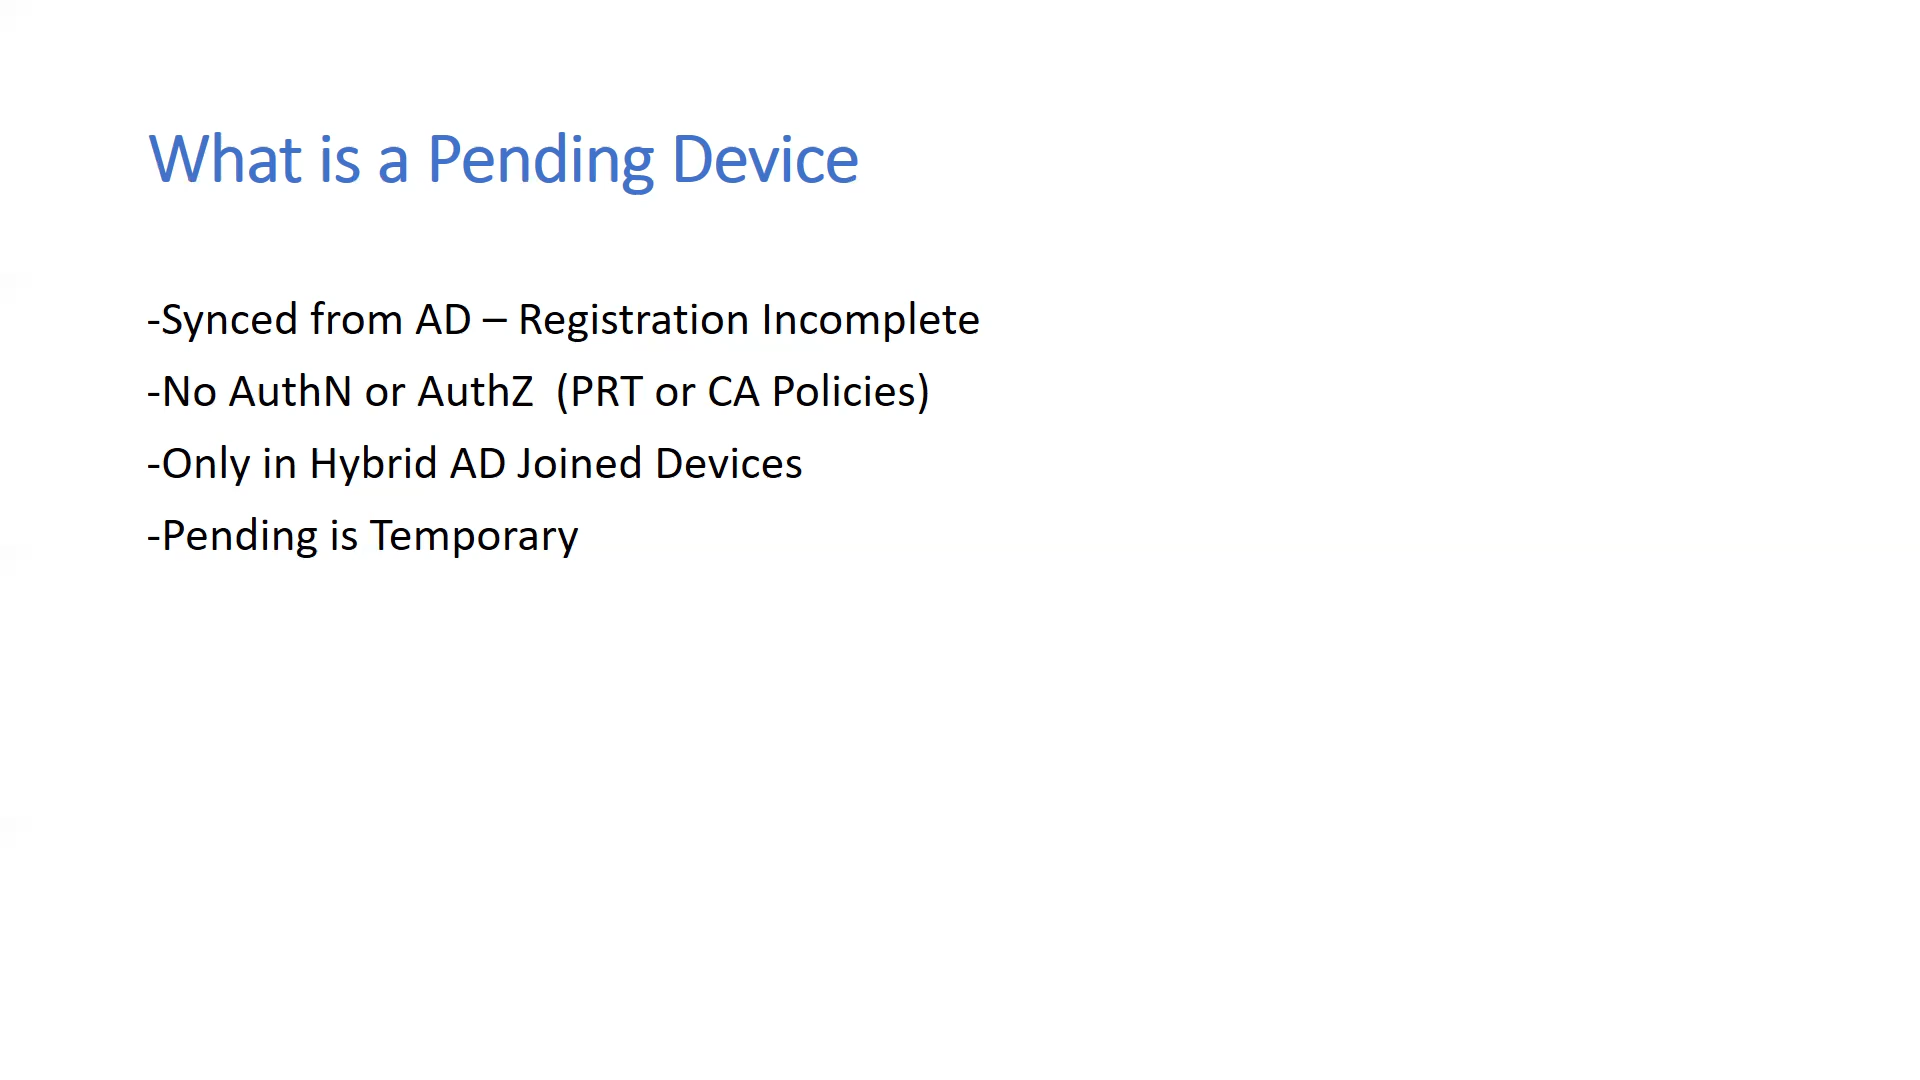 What is a Pending Device
-Synced from AD – Registration Incomplete
-No AuthN or AuthZ  (PRT or CA Policies)
-Only in Hybrid AD Joined Devices
-Pending is Temporary